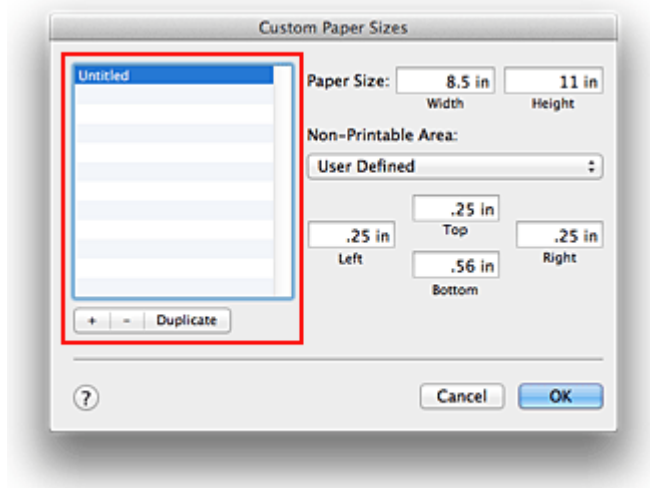 Custom Paper Sizes
Untitled
+ - Duplicate
Paper Size: 8.5 in 11 in
Width Height
Non-Printable Area:
User Defined
.25 in
Top
.25 in .25 in
Left Right
.56 in
Bottom
? Cancel OK